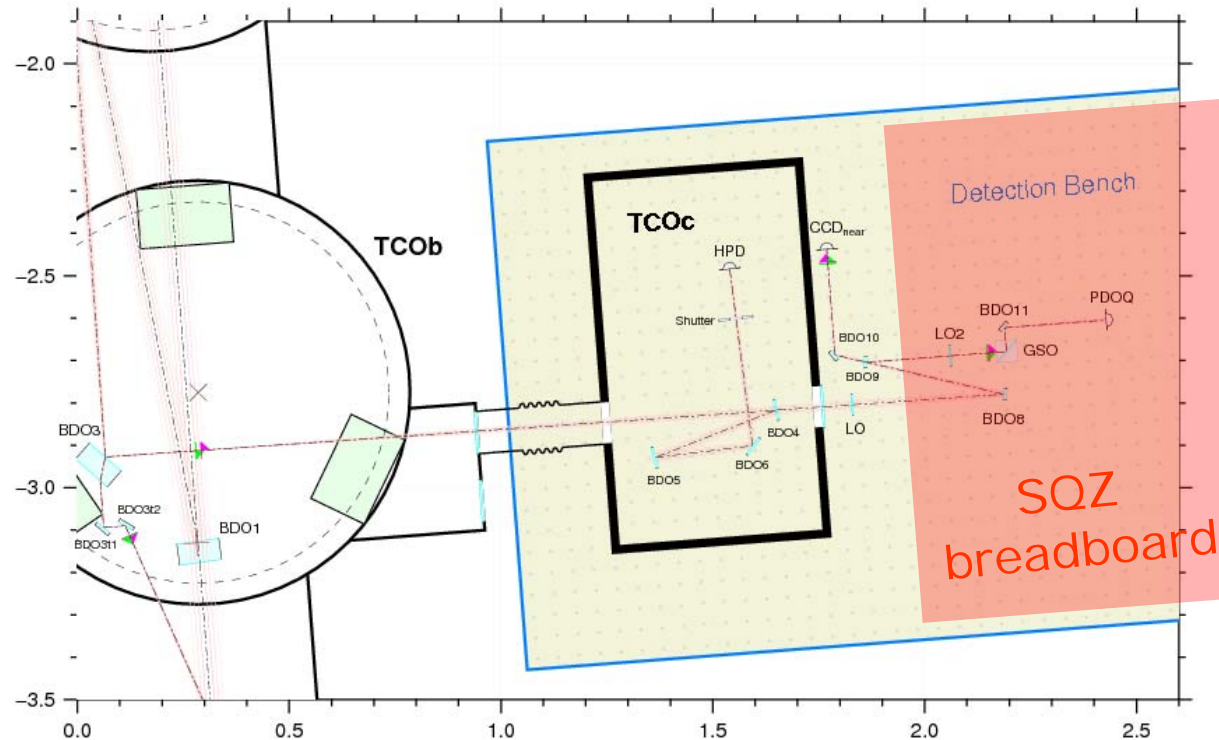 -2.0
-2.5
-3.0
-3.5
0.0
0.5
1.0
1.5
2.0
2.5
Detection Bench
TCOb
TCOc
CCDnear
HPD
Shutter
PDOQ
BDO11
LO2
GSO
BDO10
BDO9
BDO8
LO
BDO4
BDO6
BDO5
BDO3
BDO3t2
BDO3t1
BDO1
SQZ
breadboard